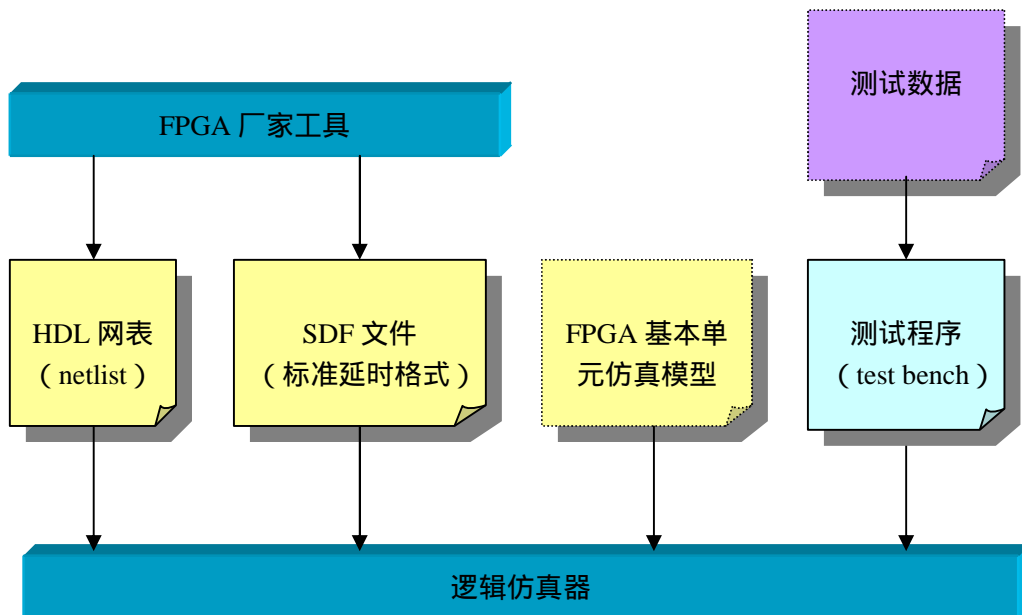 测试数据
FPGA 厂家工具
HDL 网表
（netlist）
SDF 文件
（标准延时格式）
FPGA 基本单
元仿真模型
测试程序
（test bench）
逻辑仿真器